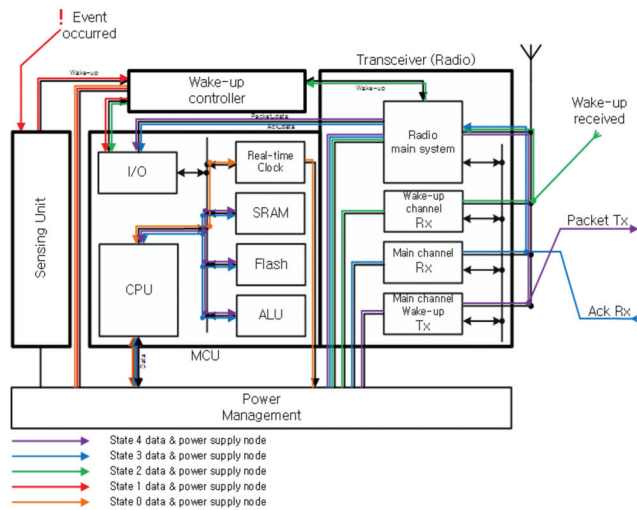 ! Event
occurred
Wake-up
Wake-up
controller
Wake-up
Transceiver (Radio)
Packet,data
Ack,data
Radio
main system
Wake-up
received
I/O
Real-time
Clock
Sensing Unit
SRAM
Wake-up
channel
Rx
Packet Tx
CPU
Flash
Main channel
Rx
ALU
Main channel
Wake-up
Tx
Ack Rx
MCU
Data
Power
Management
State 4 data & power supply node
State 3 data & power supply node
State 2 data & power supply node
State 1 data & power supply node
State 0 data & power supply node